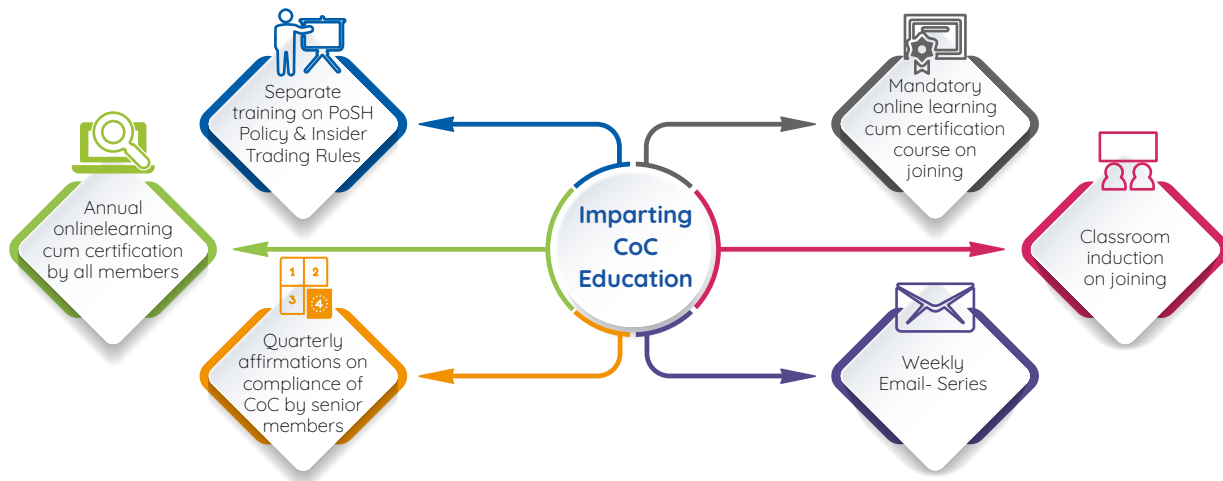 Separate
training on PoSH
Policy & Insider
Trading Rules
Mandatory
online learning
cum certification
course on
joining
Annual
onlinelearning
cum certification
by all members
Imparting
CoC
Education
Classroom
induction
on joining
1 2
3 4
Quarterly
affirmations on
compliance of
CoC by senior
members
Weekly
Email- Series